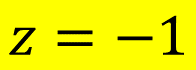 z = −1